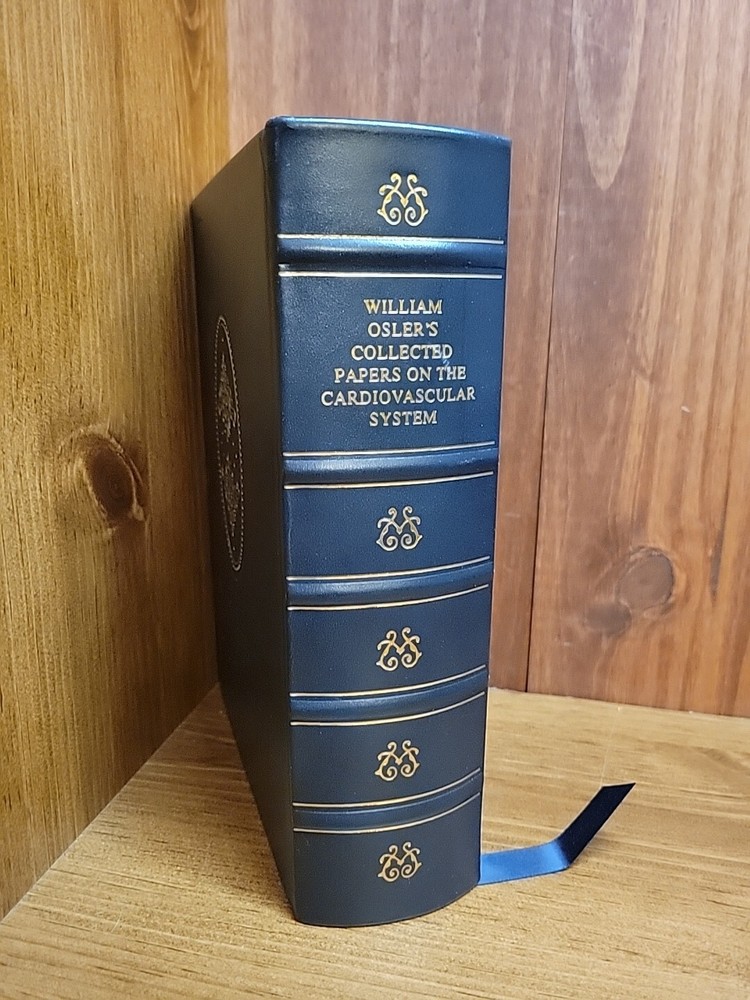 WILLIAM
OSLER'S
COLLECTED
PAPERS ON THE
CARDIOVASCULAR
SYSTEM